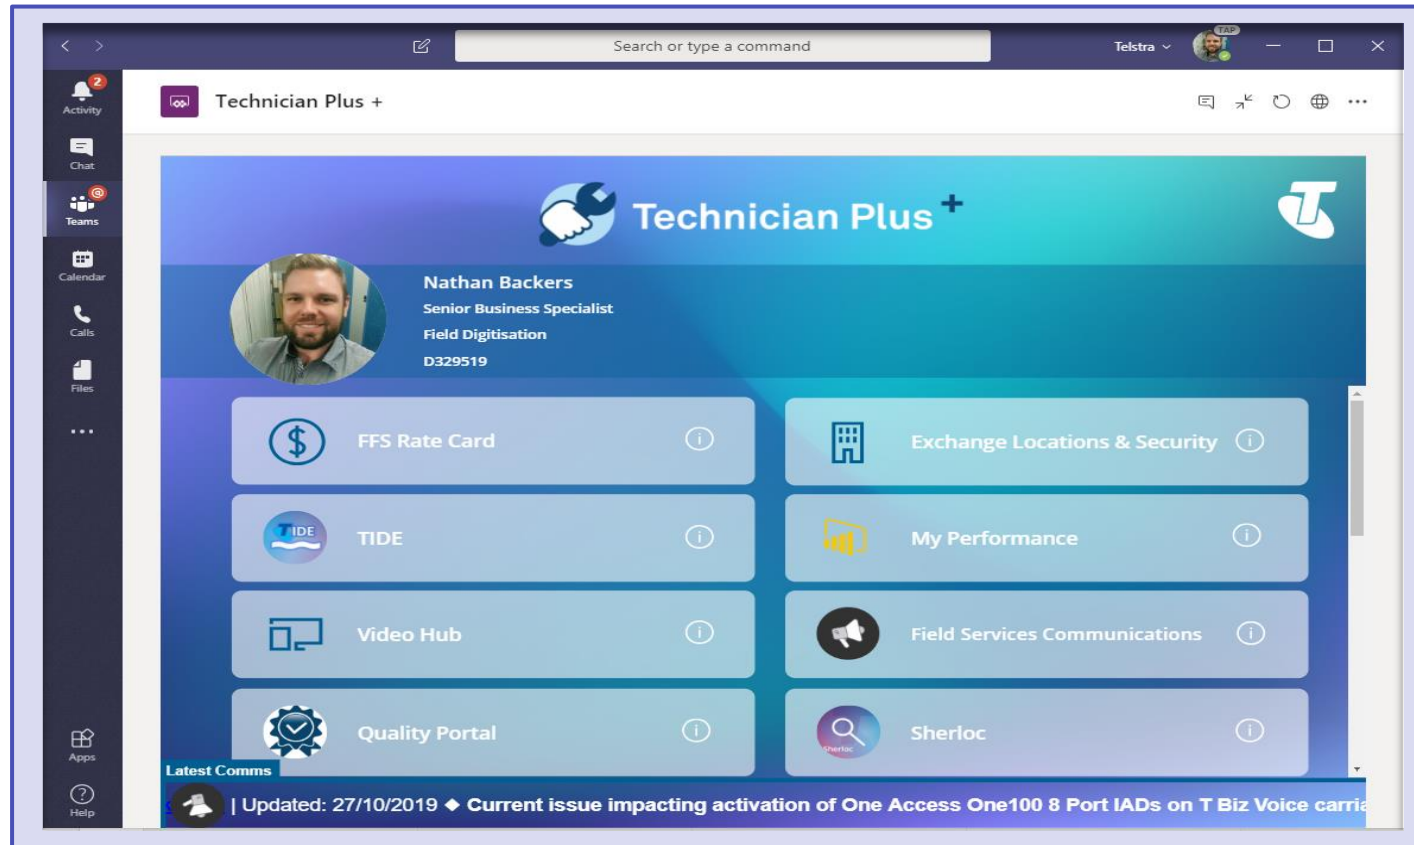 Search or type a command
Telstra
TAP
2
Activity
Technician Plus +
Chat
@
Teams
Calendar
Calls
Files
Apps
Help
Technician Plus +
T
Nathan Backers
Senior Business Specialist
Field Digitisation
D329519
$ FFS Rate Card
Exchange Locations & Security
TIDE TIDE
My Performance
Video Hub
Field Services Communications
Quality Portal
Sherloc Sherloc
Latest Comms
| Updated: 27/10/2019 ◆ Current issue impacting activation of One Access One100 8 Port IADs on T Biz Voice carria